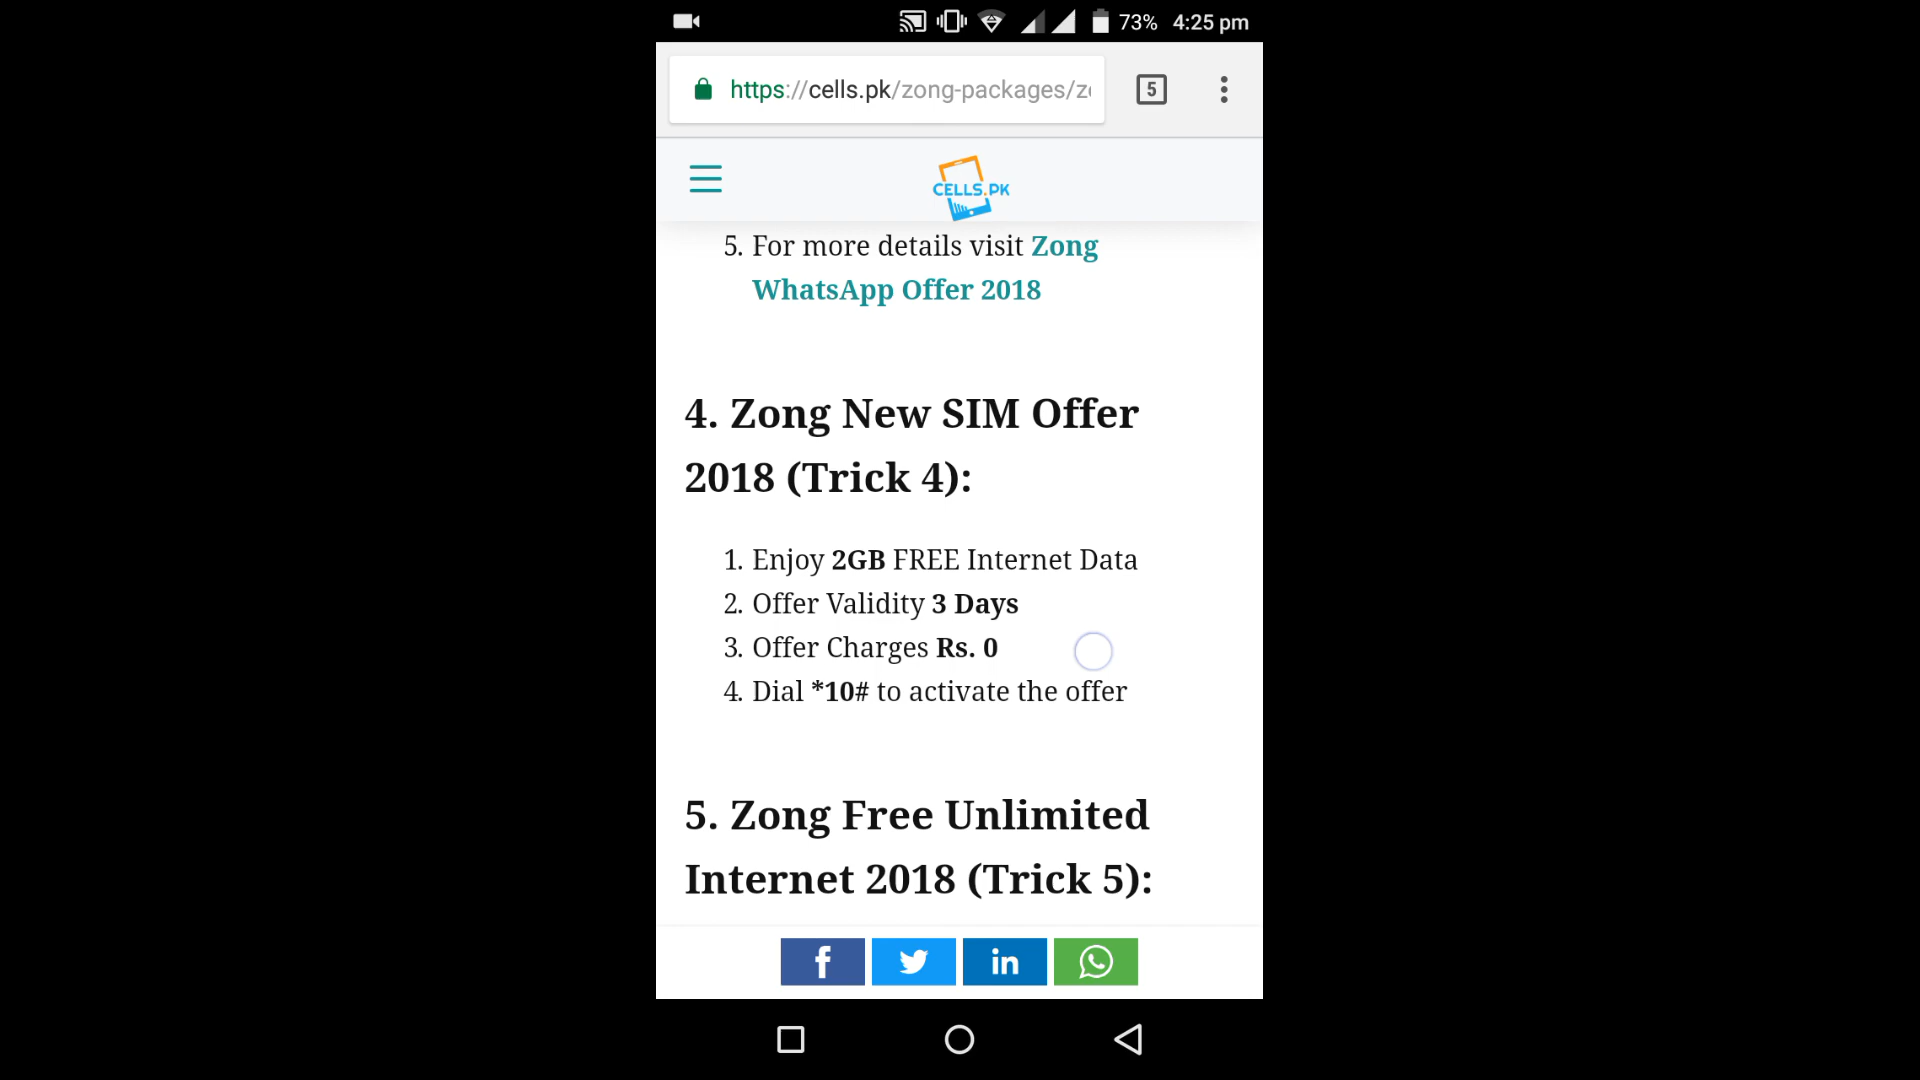 73% 4:25 pm
https://cells.pk/zong-packages/z
5
CELLS.PK
5. For more details visit Zong
WhatsApp Offer 2018
4. Zong New SIM Offer
2018 (Trick 4):
1. Enjoy 2GB FREE Internet Data
2. Offer Validity 3 Days
3. Offer Charges Rs. 0
4. Dial *10# to activate the offer
5. Zong Free Unlimited
Internet 2018 (Trick 5):